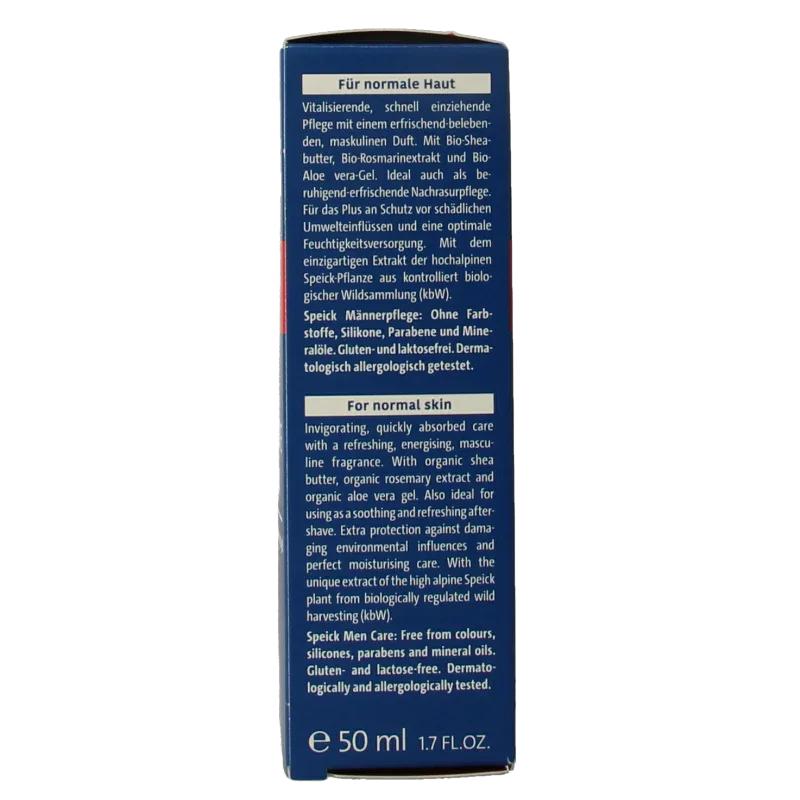 Für normale Haut
Vitalisierende, schnell einziehende
Pflege mit einem erfrischend-beleben-
den, maskulinen Duft. Mit Bio-Shea-
butter, Bio-Rosmarinextrakt und Bio-
Aloe vera-Gel. Ideal auch als be-
ruhigend-erfrischende Nachrasurpflege.
Für das Plus an Schutz vor schädlichen
Umwelteinflüssen und eine optimale
Feuchtigkeitsversorgung. Mit dem
einzigartigen Extrakt der hochalpinen
Speick-Pflanze aus kontrolliert biolo-
gischer Wildsammlung (kbW).
Speick Männerpflege: Ohne Farb-
stoffe, Silikone, Parabene und Mine-
ralöle. Gluten- und laktosefrei. Derma-
tologisch allergologisch getestet.
For normal skin
Invigorating, quickly absorbed care
with a refreshing, energising, mascu-
line fragrance. With organic shea
butter, organic rosemary extract and
organic aloe vera gel. Also ideal for
using as a soothing and refreshing after-
shave. Extra protection against dama-
ging environmental influences and
perfect moisturising care. With the
unique extract of the high alpine Speick
plant from biologically regulated wild
harvesting (kbW).
Speick Men Care: Free from colours,
silicones, parabens and mineral oils.
Gluten- and lactose-free. Dermato-
logically and allergologically tested.
℮ 50 ml 1.7 FL.OZ.